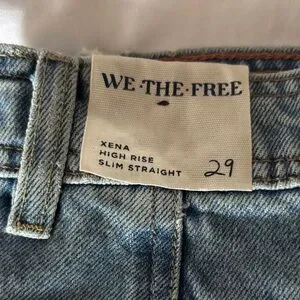 WE·THE·FREE
XENA
HIGH RISE
SLIM STRAIGHT 29